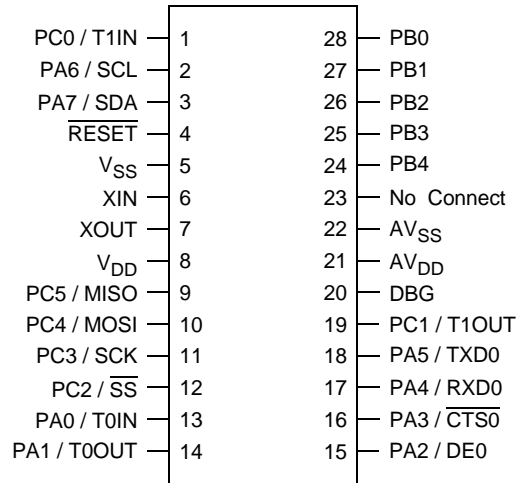 PC0 / T1IN 1 28 PB0
PA6 / SCL 2 27 PB1
PA7 / SDA 3 26 PB2
RESET 4 25 PB3
VSS 5 24 PB4
XIN 6 23 No Connect
XOUT 7 22 AVSS
VDD 8 21 AVDD
PC5 / MISO 9 20 DBG
PC4 / MOSI 10 19 PC1 / T1OUT
PC3 / SCK 11 18 PA5 / TXD0
PC2 / SS 12 17 PA4 / RXD0
PA0 / T0IN 13 16 PA3 / CTS0
PA1 / T0OUT 14 15 PA2 / DE0